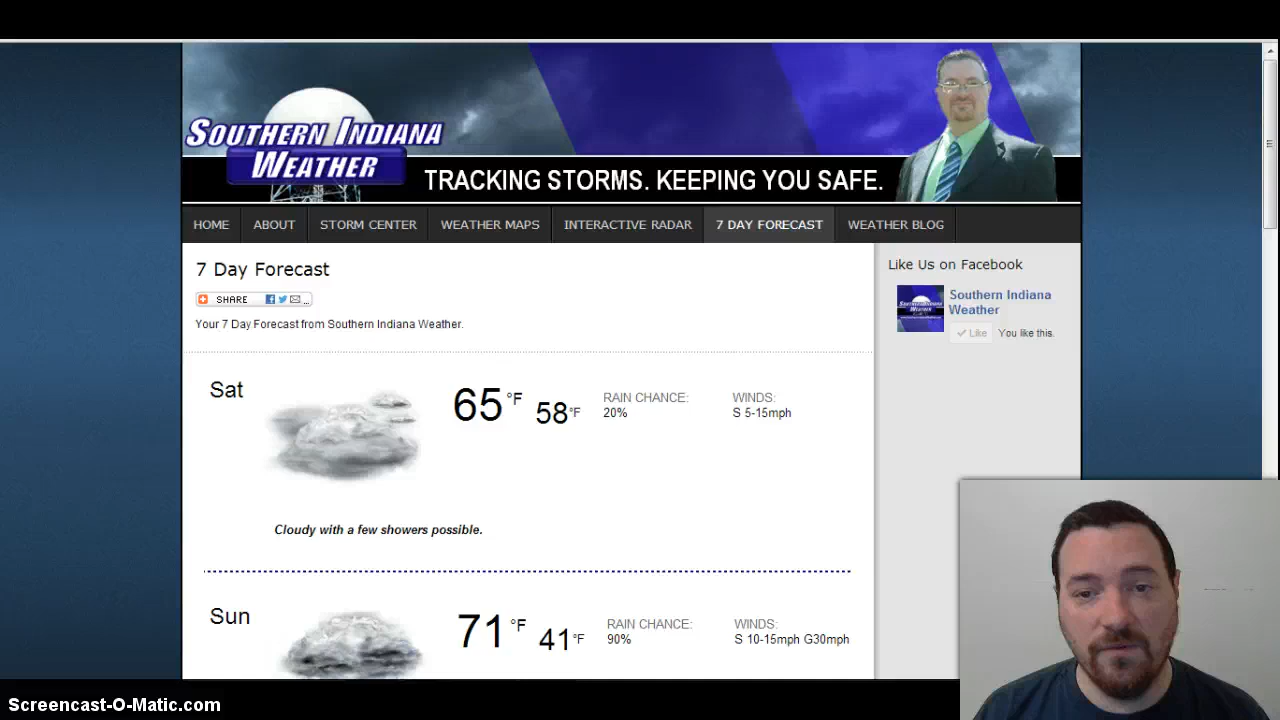 SOUTHERN INDIANA
WEATHER
TRACKING STORMS. KEEPING YOU SAFE.
HOME ABOUT STORM CENTER WEATHER MAPS INTERACTIVE RADAR 7 DAY FORECAST WEATHER BLOG
7 Day Forecast
SHARE ...
Your 7 Day Forecast from Southern Indiana Weather.
Like Us on Facebook
Southern Indiana
Weather
Like You like this.
Sat
65 °F 58 °F
RAIN CHANCE: WINDS:
20% S 5-15mph
Cloudy with a few showers possible.
Sun
71 °F 41 °F
RAIN CHANCE: WINDS:
90% S 10-15mph G30mph
Screencast-O-Matic.com